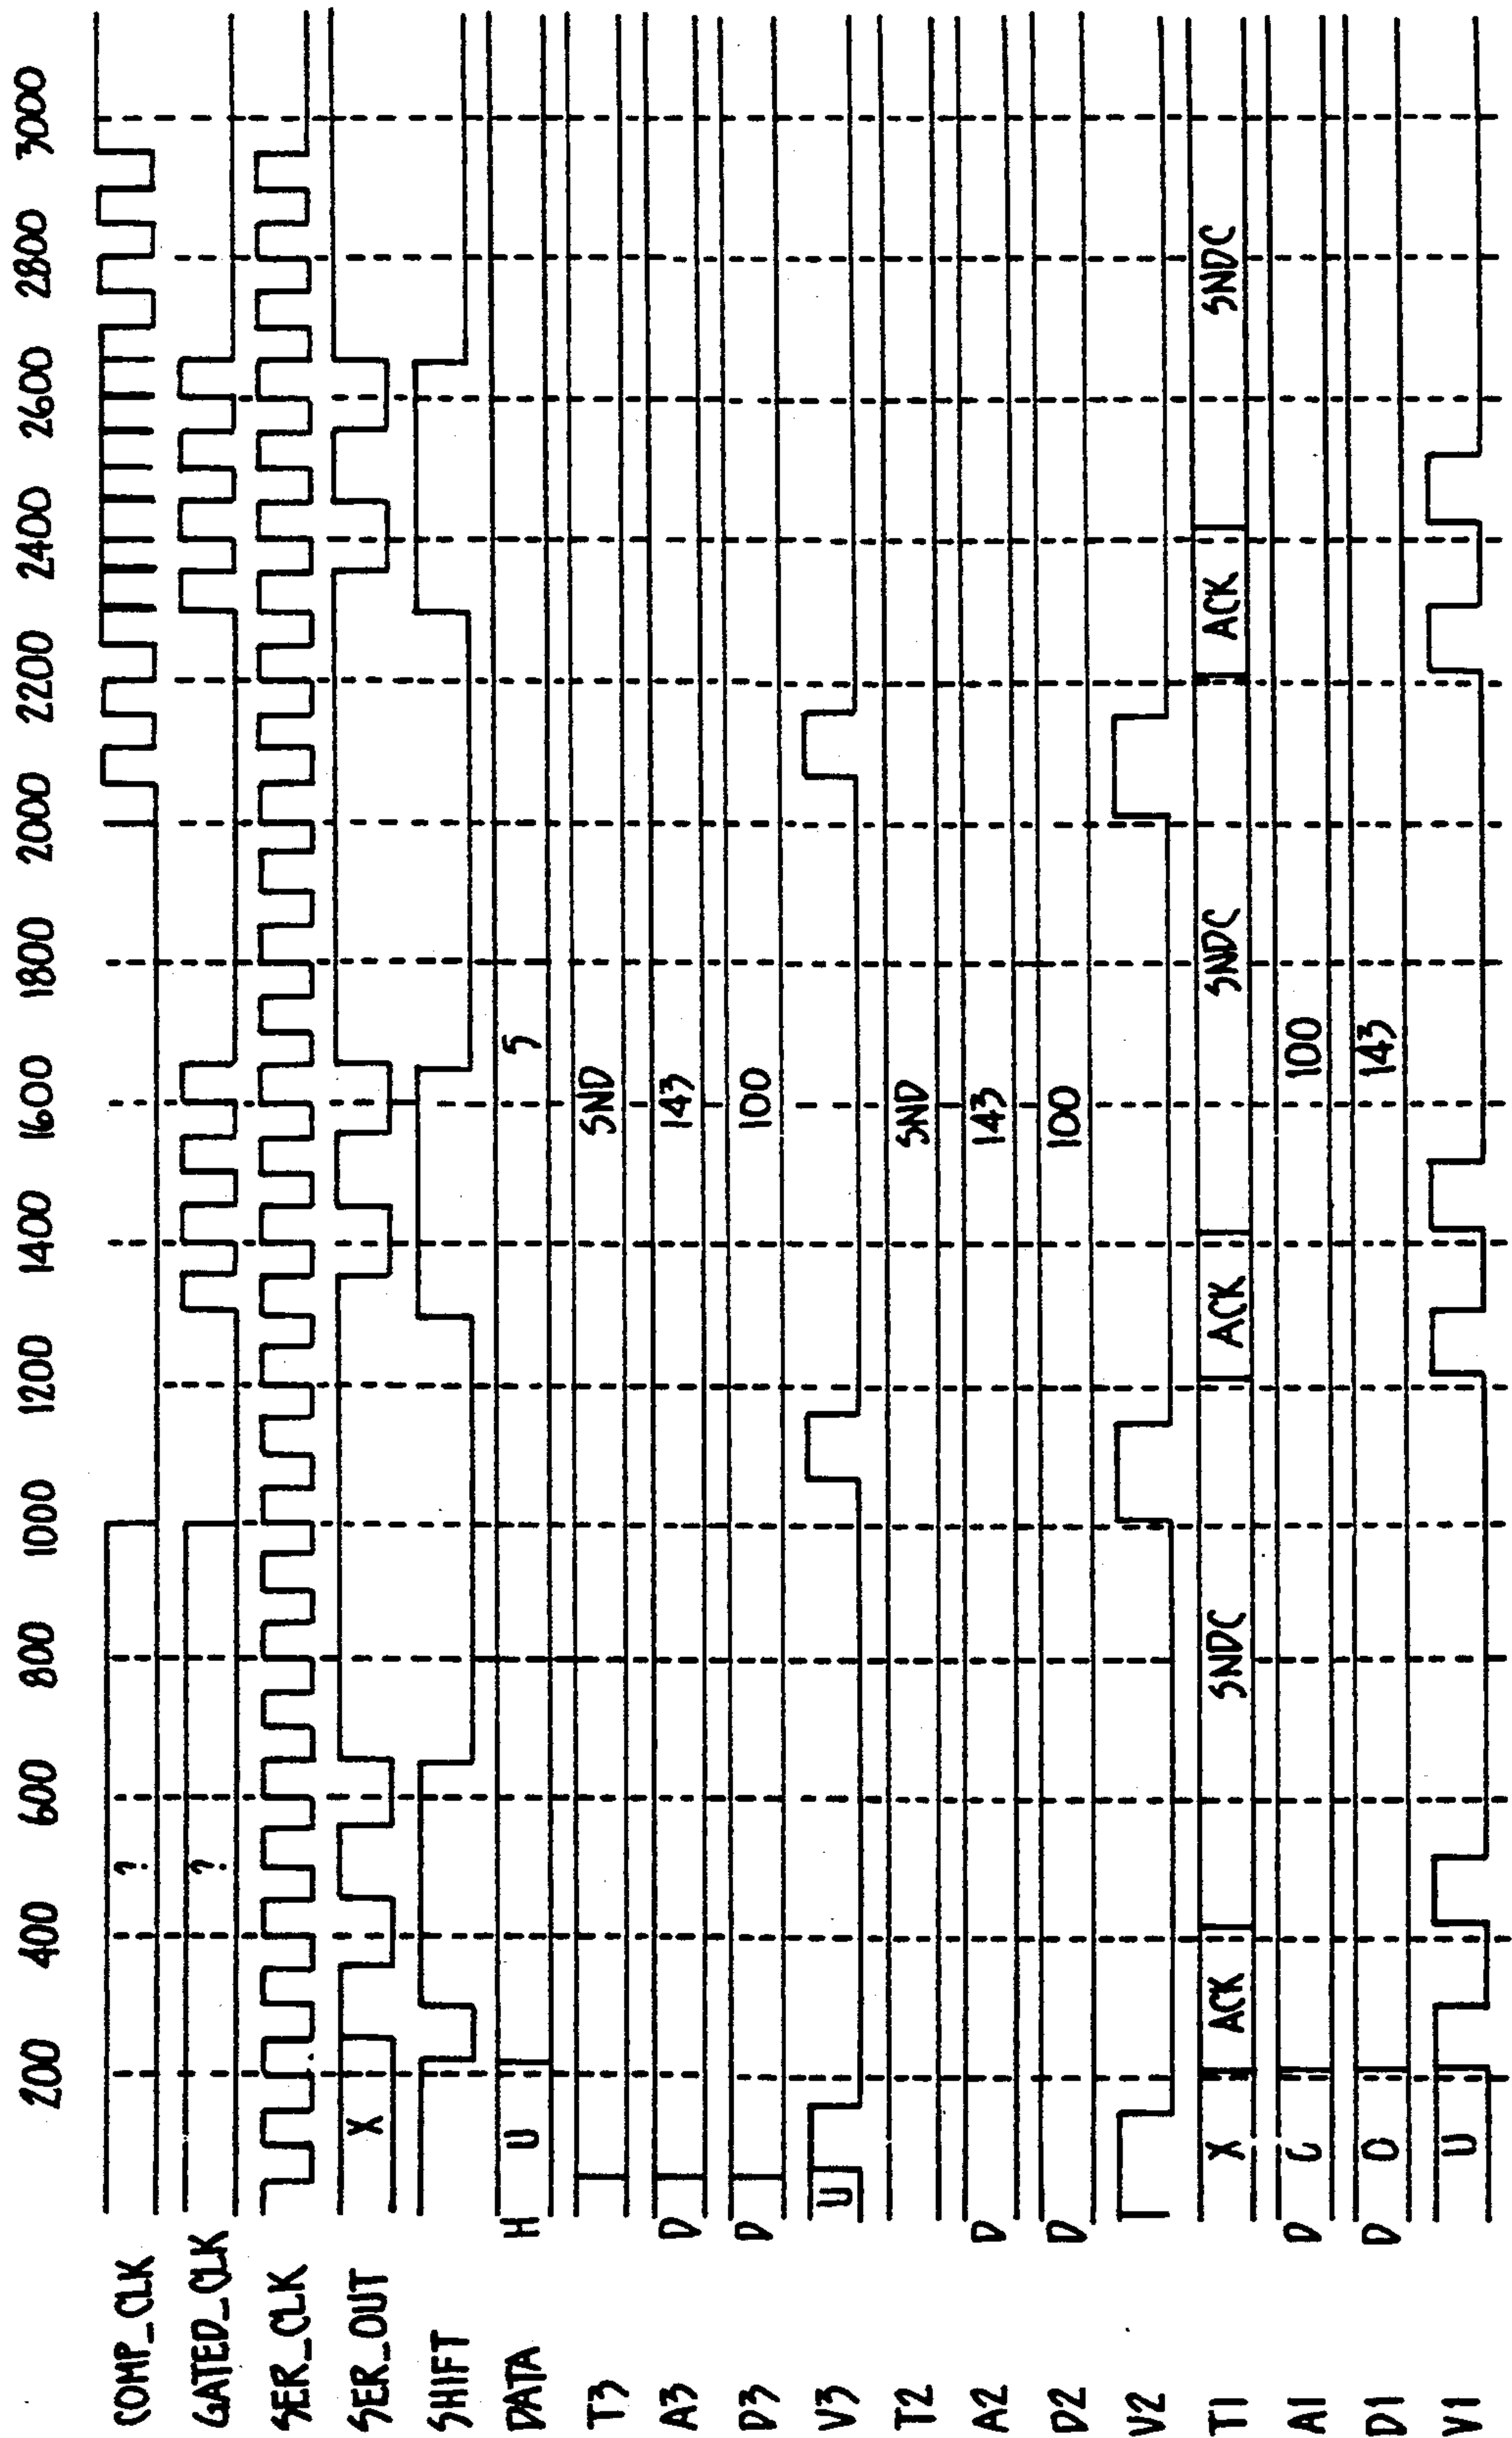 200 400 600 800 1000 1200 1400 1600 1800 2000 2200 2400 2600 2800 3000
COMP_CLK ?
GATED_CLK ?
SER_CLK
SER_OUT X
SHIFT
DATA H U 5
T3 SND
A3 D 143
D3 D 100
V3 U
T2 SND
A2 D 143
D2 D 100
V2
T1 X ACK SNDC ACK SNDC ACK SNDC
A1 D 0 100
D1 D 0 143
V1 U